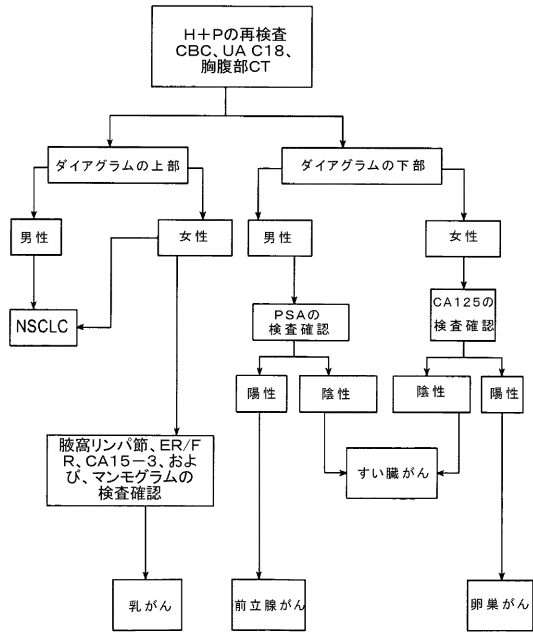 H＋Pの再検査
CBC、UA C18、
胸腹部CT
ダイアグラムの上部
ダイアグラムの下部
男性
女性
男性
女性
NSCLC
PSAの
検査確認
CA125の
検査確認
陽性
陰性
陰性
陽性
腋窩リンパ節、ER/F
R、CA15－3、およ
び、マンモグラムの
検査確認
すい臓がん
乳がん
前立腺がん
卵巣がん